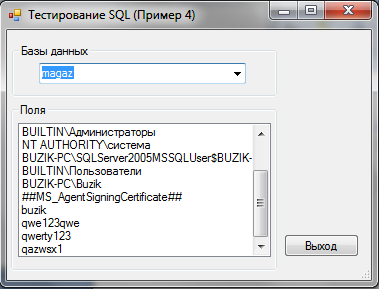 Тестирование SQL (Пример 4)
Базы данных
magaz
Поля
BUILTIN\Администраторы
NT AUTHORITY\система
BUZIK-PC\SQLServer2005MSSQLUser$BUZIK-
BUILTIN\Пользователи
BUZIK-PC\Buzik
##MS_AgentSigningCertificate##
buzik
qwe123qwe
qwerty123
qazwsx1
Выход